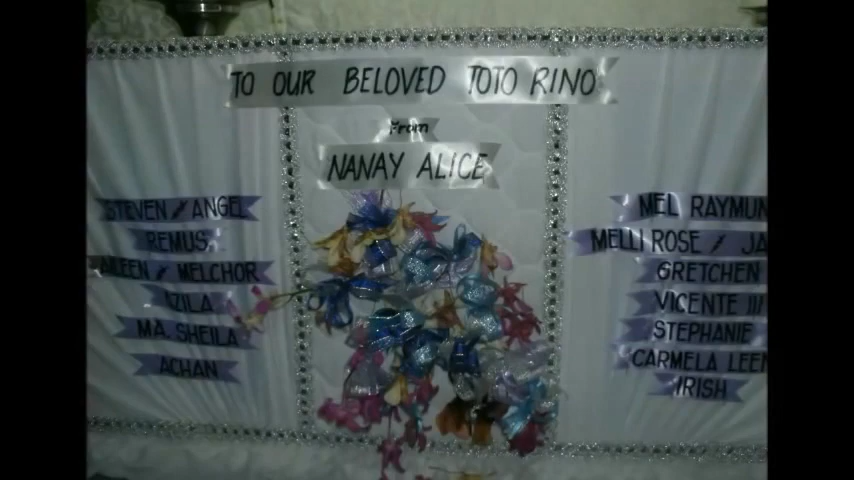 TO OUR BELOVED TOTO RINO
From
NANAY ALICE
STEVEN / ANGEL
REMUS
AILEEN / MELCHOR
IZILA
MA. SHEILA
ACHAN
MEL RAYMUN
MELLI ROSE / JA
GRETCHEN
VICENTE III
STEPHANIE
CARMELA LEEN
IRISH